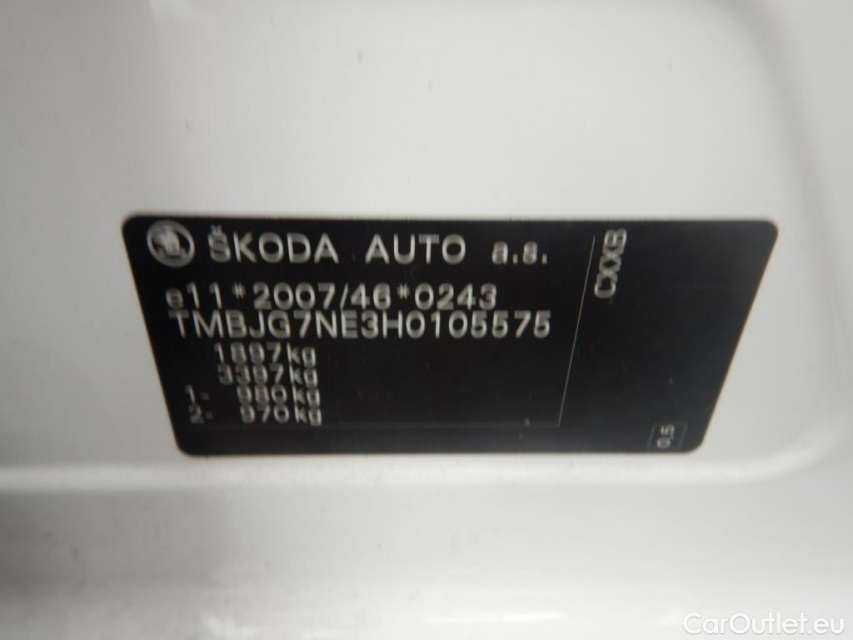 ŠKODA AUTO a.s.
e11*2007/46*0243
TMBJG7NE3H0105575
1897kg
3397kg
1- 980kg
2- 970kg
CXXB
0,5
CarOutlet.eu